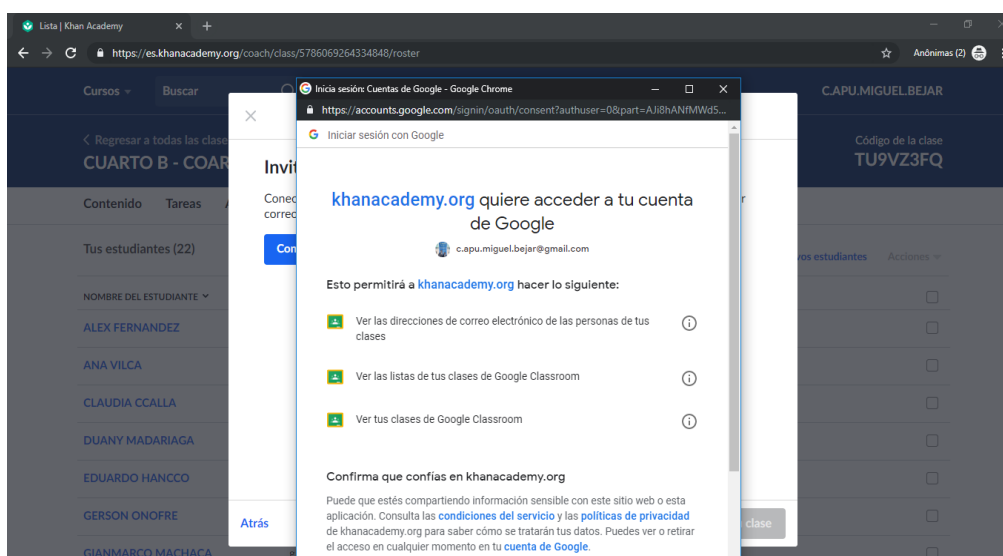 Lista | Khan Academy
https://es.khanacademy.org/coach/class/5786069264334848/roster
Anónimas (2)
Cursos
Buscar
C.APU.MIGUEL.BEJAR
Regresar a todas las clase
CUARTO B - COAR
Código de la clase
TU9VZ3FQ
Contenido
Tareas
Tus estudiantes (22)
vos estudiantes
Acciones
NOMBRE DEL ESTUDIANTE
ALEX FERNANDEZ
ANA VILCA
CLAUDIA CCALLA
DUANY MADARIAGA
EDUARDO HANCCO
GERSON ONOFRE
GIANMARCO MACHACA
Invit
Conec
correc
Con
Atrás
clase
Inicia sesión: Cuentas de Google - Google Chrome
https://accounts.google.com/signin/oauth/consent?authuser=0&part=AJi8hANfMWd5...
Iniciar sesión con Google
khanacademy.org quiere acceder a tu cuenta
de Google
c.apu.miguel.bejar@gmail.com
Esto permitirá a khanacademy.org hacer lo siguiente:
Ver las direcciones de correo electrónico de las personas de tus
clases
Ver las listas de tus clases de Google Classroom
Ver tus clases de Google Classroom
Confirma que confías en khanacademy.org
Puede que estés compartiendo información sensible con este sitio web o esta
aplicación. Consulta las condiciones del servicio y las políticas de privacidad
de khanacademy.org para saber cómo se tratarán tus datos. Puedes ver o retirar
el acceso en cualquier momento en tu cuenta de Google.